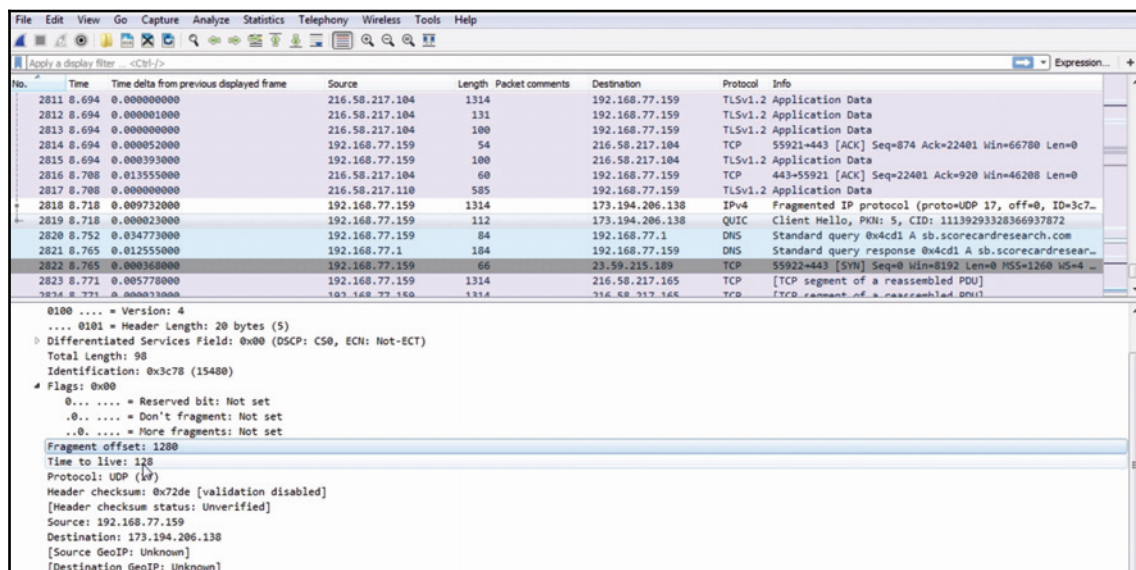 File Edit View Go Capture Analyze Statistics Telephony Wireless Tools Help
Apply a display filter ... <Ctrl-/> Expression... +
No. Time Time delta from previous displayed frame Source Length Packet comments Destination Protocol Info
2811 8.694 0.000000000 216.58.217.104 1314 192.168.77.159 TLSv1.2 Application Data
2812 8.694 0.000001000 216.58.217.104 131 192.168.77.159 TLSv1.2 Application Data
2813 8.694 0.000000000 216.58.217.104 100 192.168.77.159 TLSv1.2 Application Data
2814 8.694 0.000052000 192.168.77.159 54 216.58.217.104 TCP 55921→443 [ACK] Seq=874 Ack=22401 Win=66780 Len=0
2815 8.694 0.000393000 192.168.77.159 100 216.58.217.104 TLSv1.2 Application Data
2816 8.708 0.013555000 216.58.217.104 60 192.168.77.159 TCP 443→55921 [ACK] Seq=22401 Ack=920 Win=46208 Len=0
2817 8.708 0.000000000 216.58.217.110 585 192.168.77.159 TLSv1.2 Application Data
2818 8.718 0.009732000 192.168.77.159 1314 173.194.206.138 IPv4 Fragmented IP protocol (proto=UDP 17, off=0, ID=3c7…
2819 8.718 0.000023000 192.168.77.159 112 173.194.206.138 QUIC Client Hello, PKN: 5, CID: 11139293328366937872
2820 8.752 0.034773000 192.168.77.159 84 192.168.77.1 DNS Standard query 0x4cd1 A sb.scorecardresearch.com
2821 8.765 0.012555000 192.168.77.1 184 192.168.77.159 DNS Standard query response 0x4cd1 A sb.scorecardresear…
2822 8.765 0.000368000 192.168.77.159 66 23.59.215.189 TCP 55922→443 [SYN] Seq=0 Win=8192 Len=0 MSS=1260 WS=4 …
2823 8.771 0.005778000 192.168.77.159 1314 216.58.217.165 TCP [TCP segment of a reassembled PDU]
2824 8.771 0.000023000 192.168.77.159 1314 216.58.217.165 TCP [TCP segment of a reassembled PDU]
0100 .... = Version: 4
.... 0101 = Header Length: 20 bytes (5)
Differentiated Services Field: 0x00 (DSCP: CS0, ECN: Not-ECT)
Total Length: 98
Identification: 0x3c78 (15480)
Flags: 0x00
0... .... = Reserved bit: Not set
.0.. .... = Don't fragment: Not set
..0. .... = More fragments: Not set
Fragment offset: 1280
Time to live: 128
Protocol: UDP (17)
Header checksum: 0x72de [validation disabled]
[Header checksum status: Unverified]
Source: 192.168.77.159
Destination: 173.194.206.138
[Source GeoIP: Unknown]
[Destination GeoIP: Unknown]